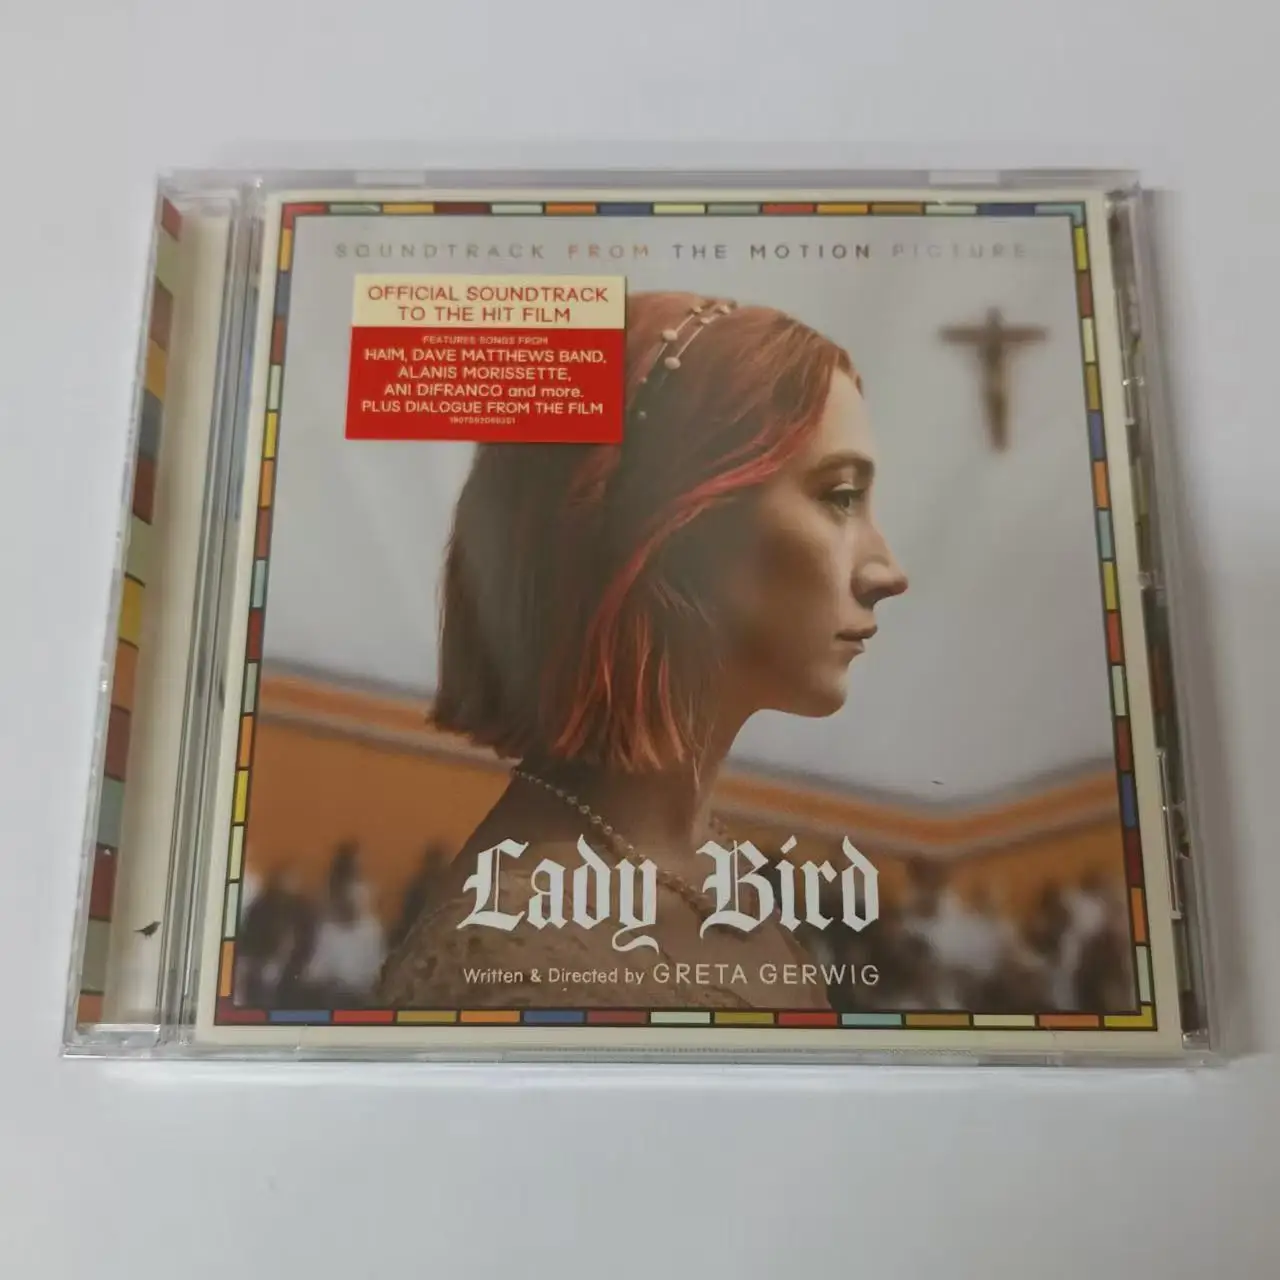 SOUNDTRACK FROM THE MOTION PICTURE
OFFICIAL SOUNDTRACK
TO THE HIT FILM
FEATURES SONGS FROM
HAIM, DAVE MATTHEWS BAND,
ALANIS MORISSETTE,
ANI DIFRANCO and more.
PLUS DIALOGUE FROM THE FILM
Lady Bird
Written & Directed by GRETA GERWIG